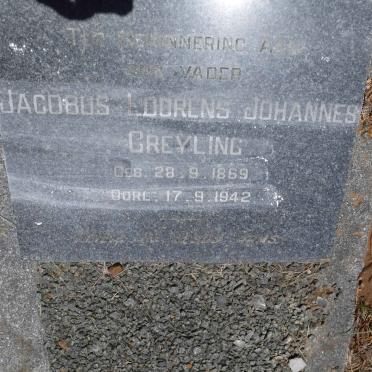 TER HERINNERING AAN
ONS VADER
JACOBUS LOURENS JOHANNES
GREYLING
GEB. 28.9.1869
OORL. 17.9.1942